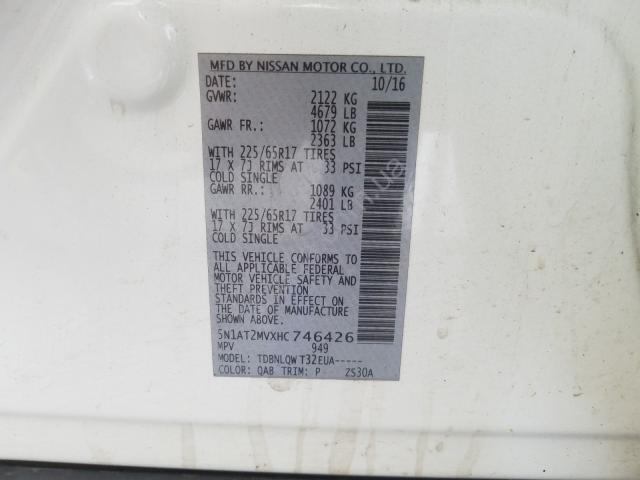 MFD BY NISSAN MOTOR CO., LTD.
DATE: 10/16
GVWR: 2122 KG
4679 LB
GAWR FR.: 1072 KG
2363 LB
WITH 225/65R17 TIRES
17 X 7J RIMS AT 33 PSI
COLD SINGLE
GAWR RR.: 1089 KG
2401 LB
WITH 225/65R17 TIRES
17 X 7J RIMS AT 33 PSI
COLD SINGLE
THIS VEHICLE CONFORMS TO
ALL APPLICABLE FEDERAL
MOTOR VEHICLE SAFETY AND
THEFT PREVENTION
STANDARDS IN EFFECT ON
THE DATE OF MANUFACTURE
SHOWN ABOVE.
5N1AT2MVXHC746426
MPV 949
MODEL: TDBNLQW T32EUA-----
COLOR: QAB TRIM: P ZS30A